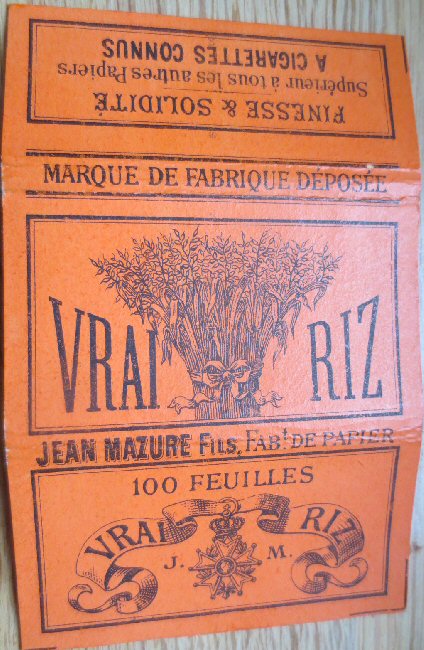 FINESSE & SOLIDITÉ
Supérieur à tous les autres Papiers
A CIGARETTES CONNUS
MARQUE DE FABRIQUE DÉPOSÉE
VRAI RIZ
JEAN MAZURE FILS, FABT DE PAPIER
100 FEUILLES
VRAI RIZ
J. M.